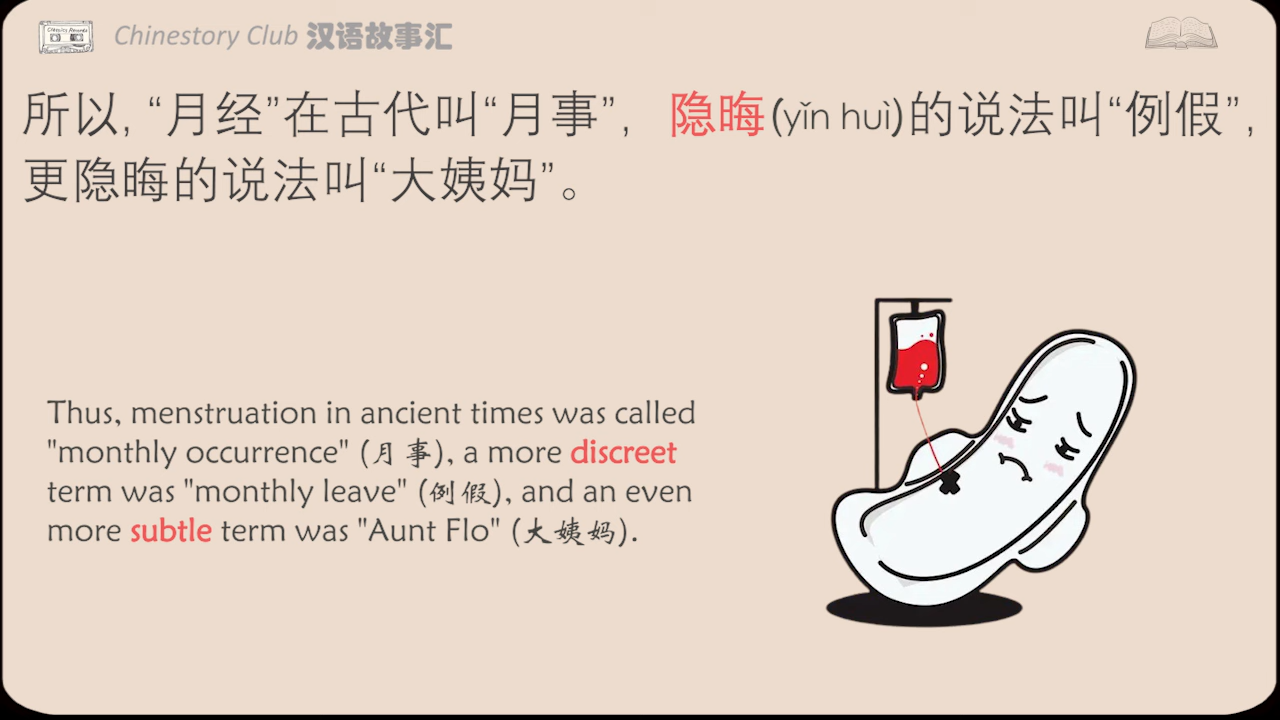 Chinestory Club 汉语故事汇
所以, “月经”在古代叫“月事”, 隐晦(yǐn huì)的说法叫“例假”,
更隐晦的说法叫“大姨妈”。
Thus, menstruation in ancient times was called
"monthly occurrence" (月事), a more discreet
term was "monthly leave" (例假), and an even
more subtle term was "Aunt Flo" (大姨妈).